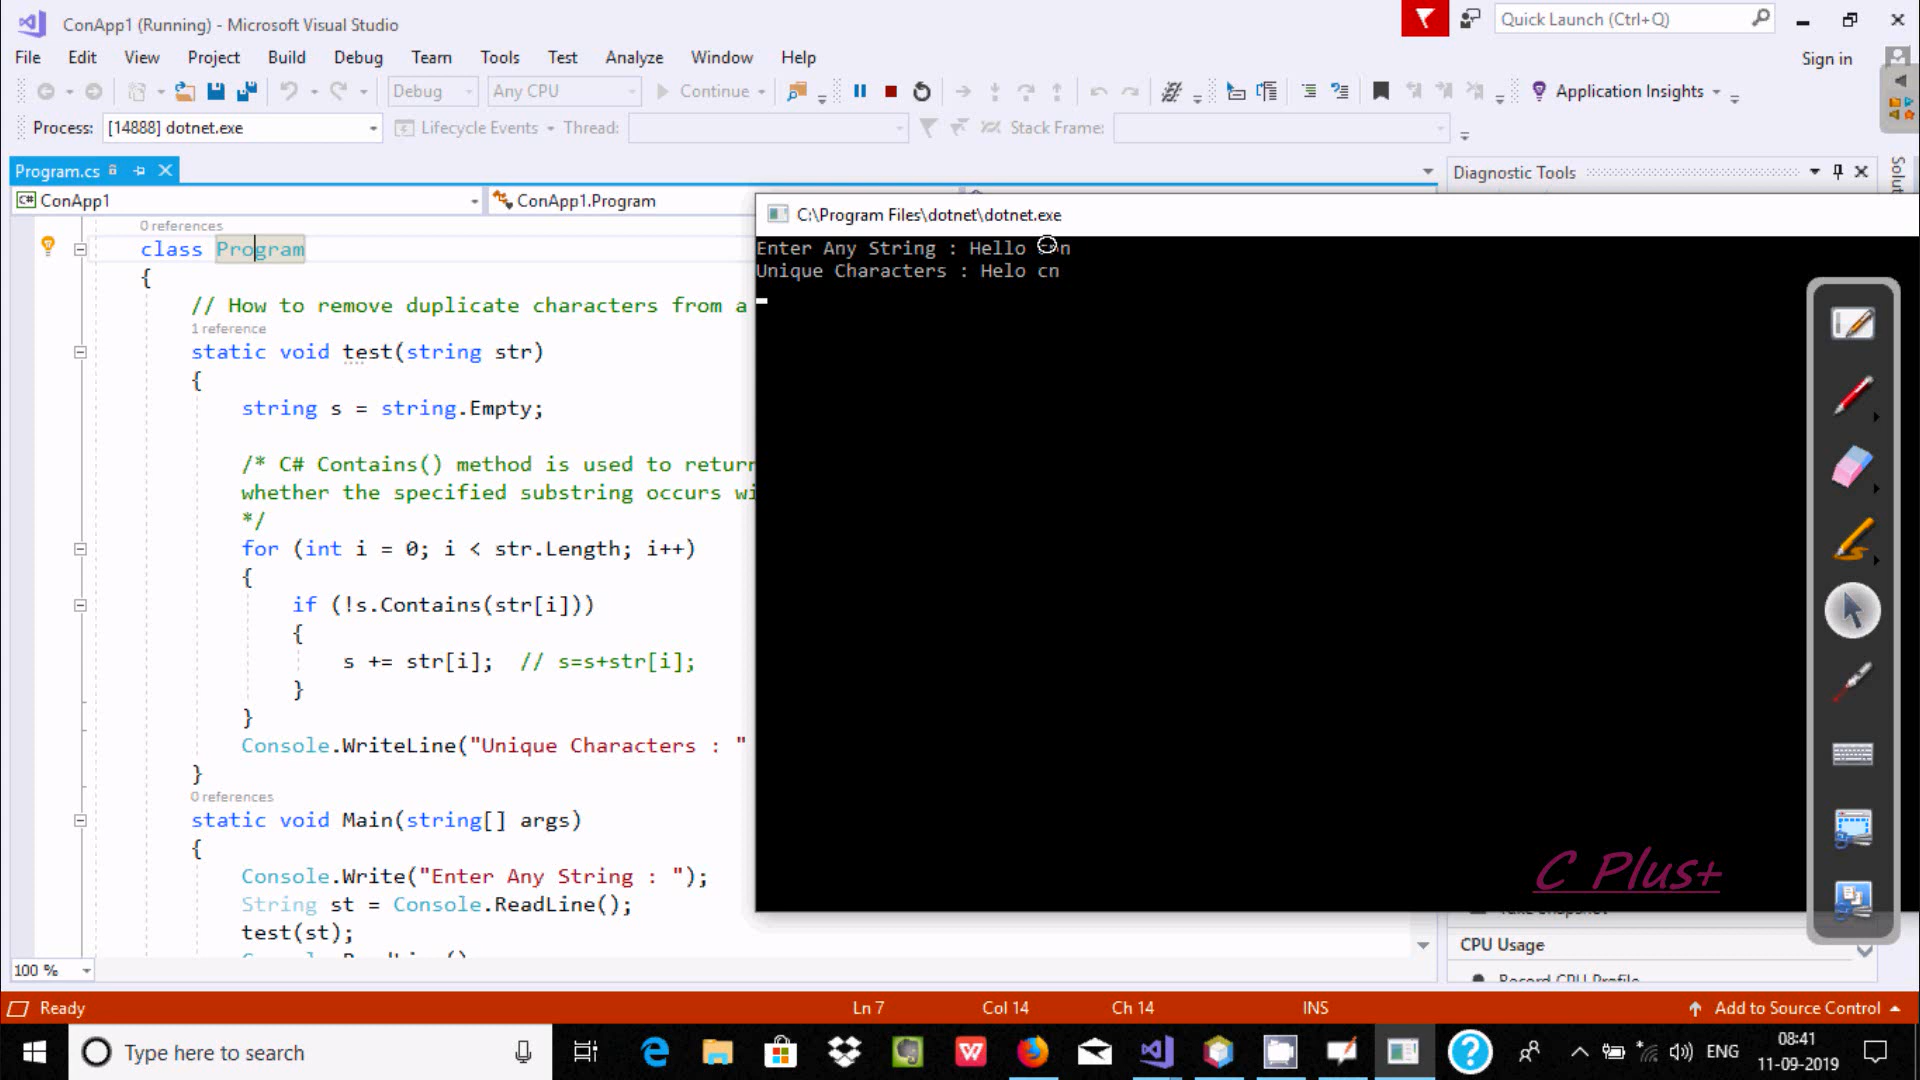 ConApp1 (Running) - Microsoft Visual Studio
Quick Launch (Ctrl+Q)
File Edit View Project Build Debug Team Tools Test Analyze Window Help
Sign in
Debug Any CPU Continue Application Insights
Process: [14888] dotnet.exe Lifecycle Events Thread: Stack Frame:
Program.cs
Diagnostic Tools
C# ConApp1 ConApp1.Program
C:\Program Files\dotnet\dotnet.exe
Enter Any String : Hello
Unique Characters : Helo cn
0 references
class Program
{
// How to remove duplicate characters from a
1 reference
static void test(string str)
{
string s = string.Empty;
/* C# Contains() method is used to return
whether the specified substring occurs wi
*/
for (int i = 0; i < str.Length; i++)
{
if (!s.Contains(str[i]))
{
s += str[i]; // s=s+str[i];
}
}
Console.WriteLine("Unique Characters : "
}
0 references
static void Main(string[] args)
{
Console.Write("Enter Any String : ");
String st = Console.ReadLine();
test(st);
C Plus+
CPU Usage
100 %
Ready Ln 7 Col 14 Ch 14 INS Add to Source Control
Type here to search
ENG
08:41
11-09-2019